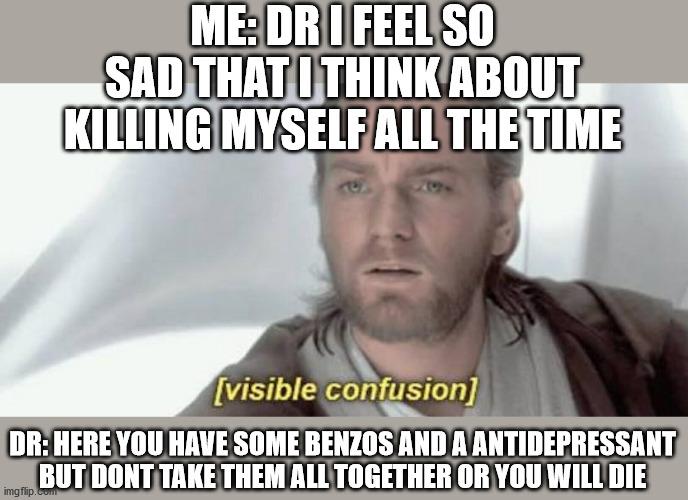 ME: DR I FEEL SO
SAD THAT I THINK ABOUT
KILLING MYSELF ALL THE TIME
[visible confusion]
DR: HERE YOU HAVE SOME BENZOS AND A ANTIDEPRESSANT
BUT DONT TAKE THEM ALL TOGETHER OR YOU WILL DIE
imgflip.com